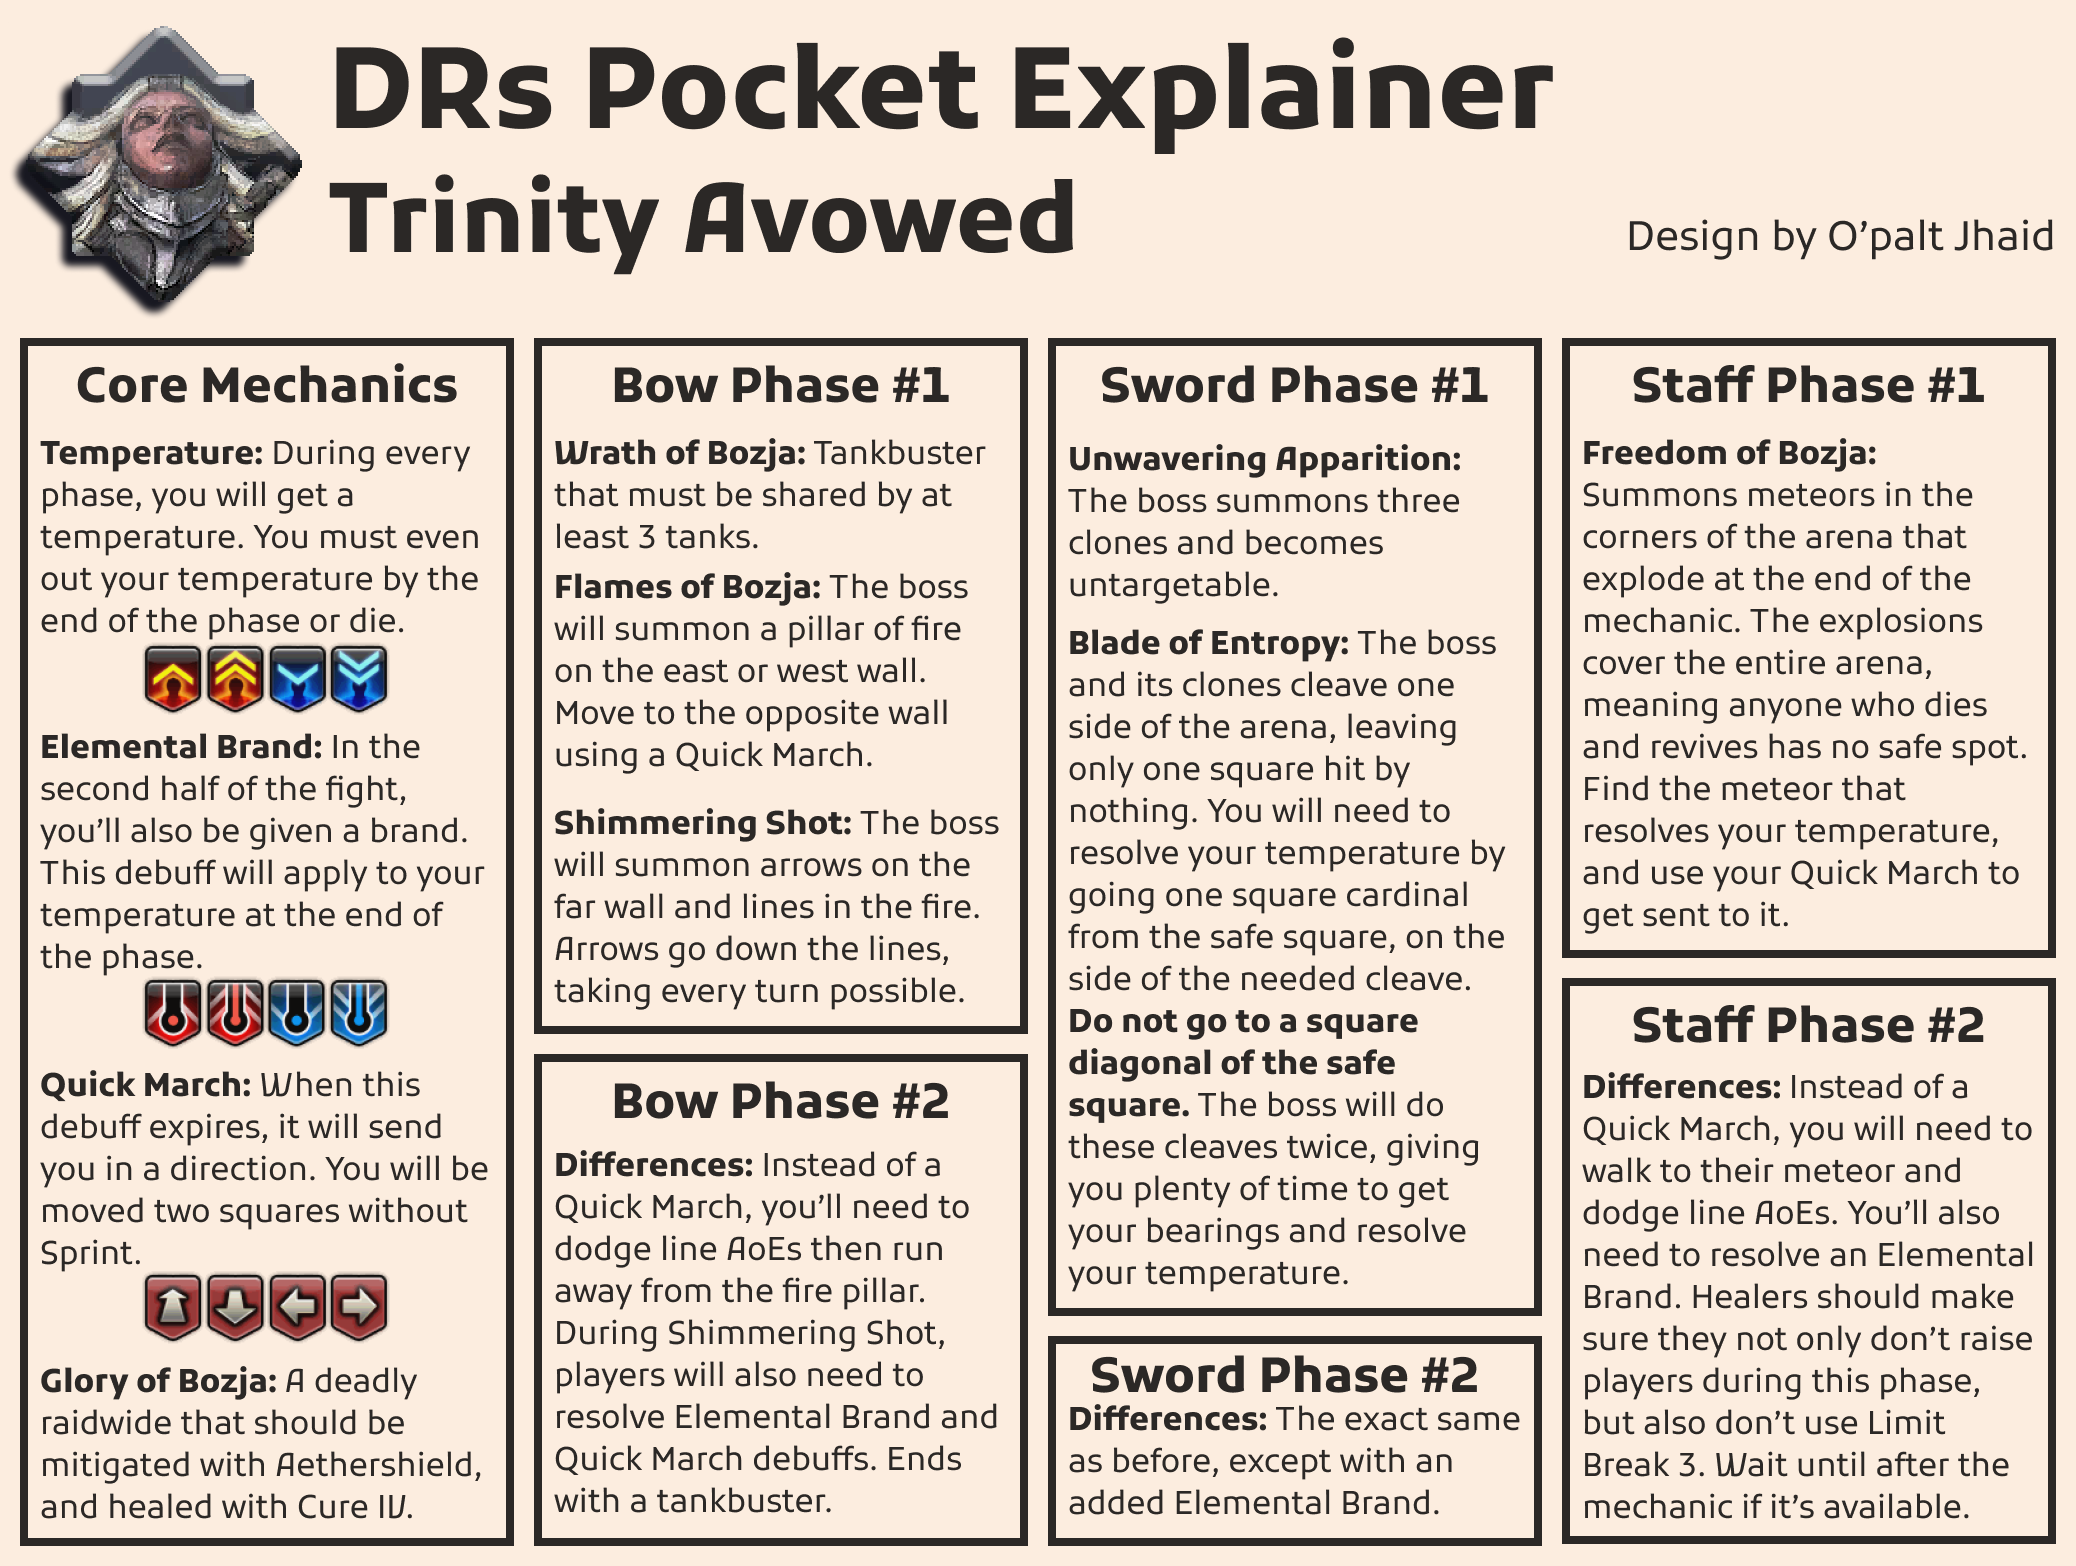 DRs Pocket Explainer
Trinity Avowed
Design by O'palt Jhaid
Core Mechanics
Temperature: During every
phase, you will get a
temperature. You must even
out your temperature by the
end of the phase or die.
Elemental Brand: In the
second half of the fight,
you'll also be given a brand.
This debuff will apply to your
temperature at the end of
the phase.
Quick March: When this
debuff expires, it will send
you in a direction. You will be
moved two squares without
Sprint.
Glory of Bozja: A deadly
raidwide that should be
mitigated with Aethershield,
and healed with Cure IV.
Bow Phase #1
Wrath of Bozja: Tankbuster
that must be shared by at
least 3 tanks.
Flames of Bozja: The boss
will summon a pillar of fire
on the east or west wall.
Move to the opposite wall
using a Quick March.
Shimmering Shot: The boss
will summon arrows on the
far wall and lines in the fire.
Arrows go down the lines,
taking every turn possible.
Bow Phase #2
Differences: Instead of a
Quick March, you'll need to
dodge line AoEs then run
away from the fire pillar.
During Shimmering Shot,
players will also need to
resolve Elemental Brand and
Quick March debuffs. Ends
with a tankbuster.
Sword Phase #1
Unwavering Apparition:
The boss summons three
clones and becomes
untargetable.
Blade of Entropy: The boss
and its clones cleave one
side of the arena, leaving
only one square hit by
nothing. You will need to
resolve your temperature by
going one square cardinal
from the safe square, on the
side of the needed cleave.
Do not go to a square
diagonal of the safe
square. The boss will do
these cleaves twice, giving
you plenty of time to get
your bearings and resolve
your temperature.
Sword Phase #2
Differences: The exact same
as before, except with an
added Elemental Brand.
Staff Phase #1
Freedom of Bozja:
Summons meteors in the
corners of the arena that
explode at the end of the
mechanic. The explosions
cover the entire arena,
meaning anyone who dies
and revives has no safe spot.
Find the meteor that
resolves your temperature,
and use your Quick March to
get sent to it.
Staff Phase #2
Differences: Instead of a
Quick March, you will need to
walk to their meteor and
dodge line AoEs. You'll also
need to resolve an Elemental
Brand. Healers should make
sure they not only don't raise
players during this phase,
but also don't use Limit
Break 3. Wait until after the
mechanic if it's available.